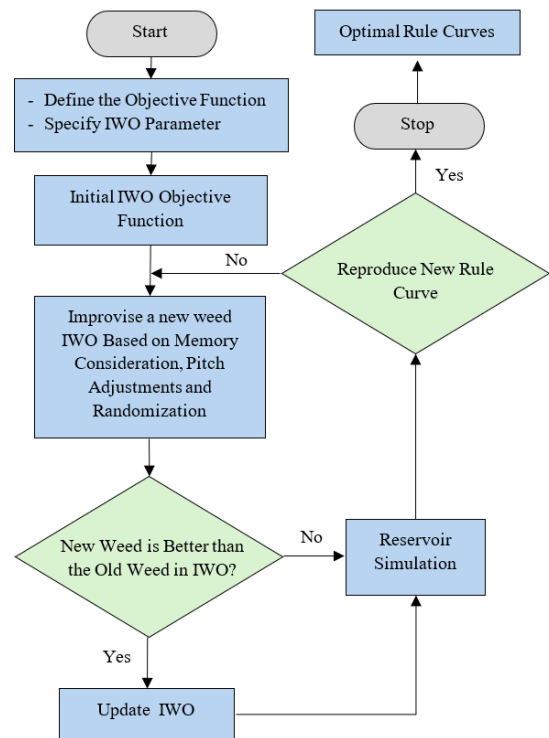 Start
- Define the Objective Function
- Specify IWO Parameter
Initial IWO Objective
Function
Improvise a new weed
IWO Based on Memory
Consideration, Pitch
Adjustments and
Randomization
New Weed is Better than
the Old Weed in IWO?
Yes
Update IWO
No
Reservoir
Simulation
Reproduce New Rule
Curve
No
Yes
Stop
Optimal Rule Curves